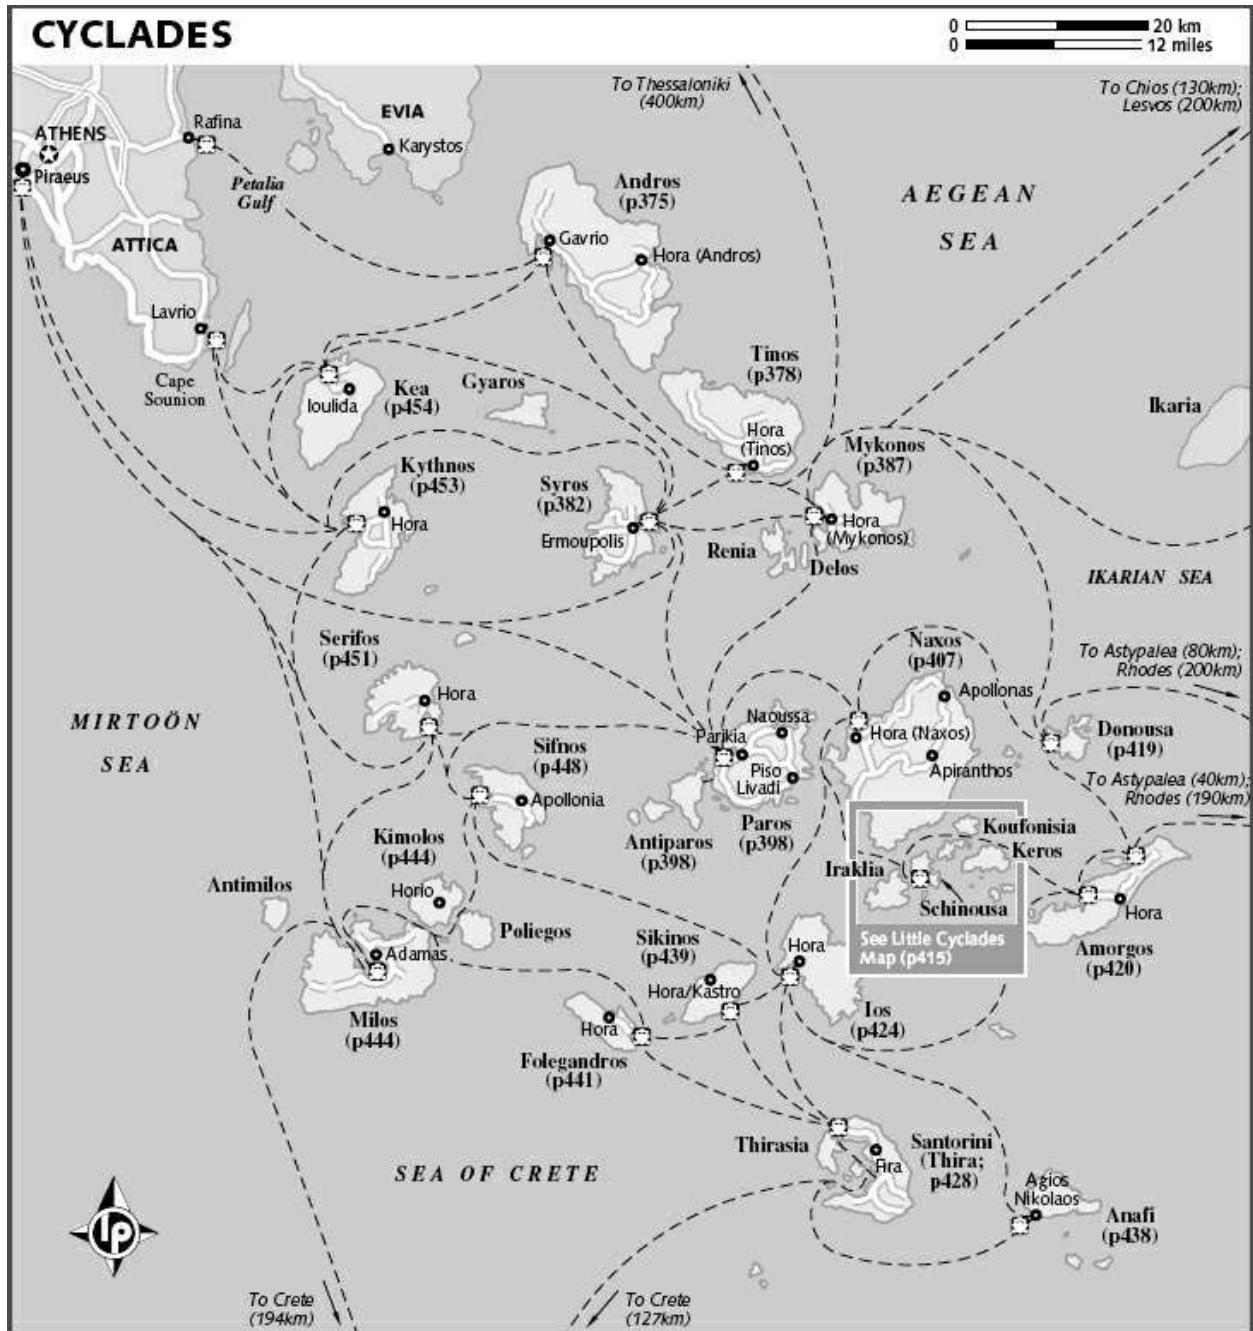 CYCLADES
0 20 km
0 12 miles
To Thessaloniki
(400km)
To Chios (130km);
Lesvos (200km)
EVIA
Rafina
ATHENS
Karystos
Piraeus
Petalia
Gulf
Andros
(p375)
AEGEAN
SEA
ATTICA
Gavrio
Hora (Andros)
Lavrio
Tinos
(p378)
Cape
Sounion
Kea
(p454)
Gyaros
Ioulida
Ikaria
Hora
(Tinos)
Mykonos
(p387)
Kythnos
(p453)
Syros
(p382)
Hora
Ermoupolis
Hora
(Mykonos)
Renia
Delos
IKARIAN SEA
Serifos
(p451)
Naxos
(p407)
To Astypalea (80km);
Rhodes (200km)
Hora
Apollonas
MIRTOÖN
SEA
Naoussa
Parikia
Hora (Naxos)
Donousa
(p419)
Sifnos
(p448)
Piso
Livadi
Apiranthos
To Astypalea (40km);
Rhodes (190km)
Apollonia
Kimolos
(p444)
Antiparos
(p398)
Paros
(p398)
Koufonisia
Keros
Iraklia
Antimilos
Horio
Schinousa
Hora
Poliegos
Sikinos
(p439)
Hora
See Little Cyclades
Map (p415)
Amorgos
(p420)
Adamas
Hora/Kastro
Milos
(p444)
Hora
Ios
(p424)
Folegandros
(p441)
Thirasia
Santorini
(Thira;
p428)
Fira
SEA OF CRETE
Agios
Nikolaos
Anafi
(p438)
lp
To Crete
(194km)
To Crete
(127km)